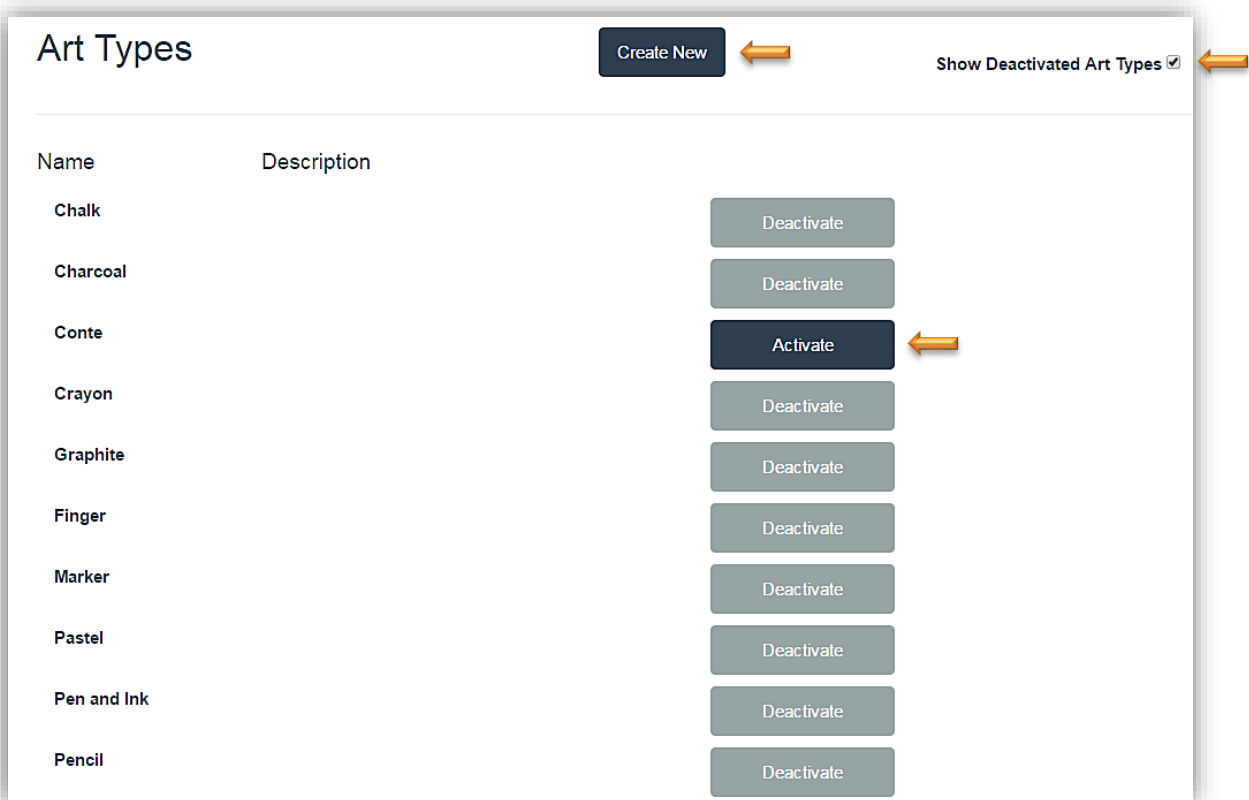 Art Types
Create New
Show Deactivated Art Types
Name Description
Chalk Deactivate
Charcoal Deactivate
Conte Activate
Crayon Deactivate
Graphite Deactivate
Finger Deactivate
Marker Deactivate
Pastel Deactivate
Pen and Ink Deactivate
Pencil Deactivate